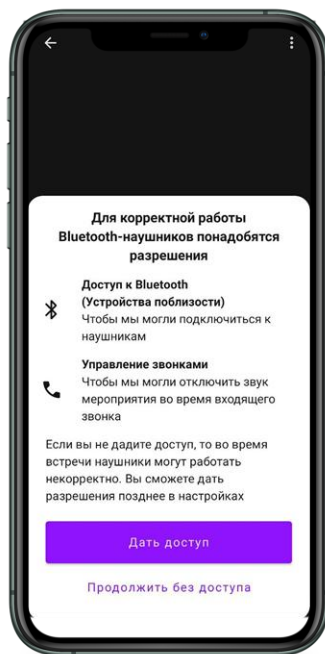 Для корректной работы
Bluetooth-наушников понадобятся
разрешения
Доступ к Bluetooth
(Устройства поблизости)
Чтобы мы могли подключиться к
наушникам
Управление звонками
Чтобы мы могли отключить звук
мероприятия во время входящего
звонка
Если вы не дадите доступ, то во время
встречи наушники могут работать
некорректно. Вы сможете дать
разрешения позднее в настройках
Дать доступ
Продолжить без доступа